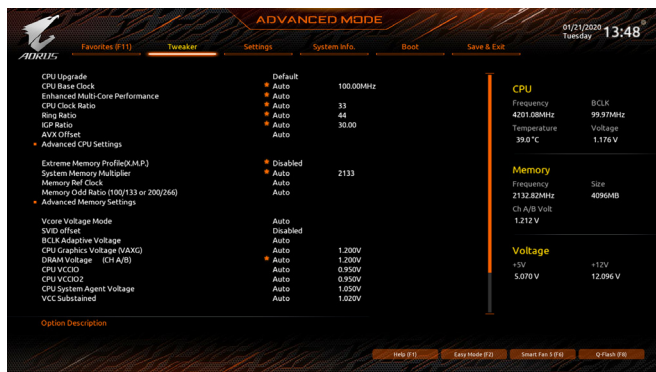 ADVANCED MODE
01/21/2020 Tuesday 13:48
AORUS
Favorites (F11) Tweaker Settings System Info. Boot Save & Exit
CPU Upgrade Default
CPU Base Clock Auto 100.00MHz
Enhanced Multi-Core Performance Auto
CPU Clock Ratio Auto 33
Ring Ratio Auto 44
IGP Ratio Auto 30.00
AVX Offset Auto
Advanced CPU Settings
Extreme Memory Profile(X.M.P.) Disabled
System Memory Multiplier Auto 2133
Memory Ref Clock Auto
Memory Odd Ratio (100/133 or 200/266) Auto
Advanced Memory Settings
Vcore Voltage Mode Auto
SVID offset Disabled
BCLK Adaptive Voltage Auto
CPU Graphics Voltage (VAXG) Auto 1.200V
DRAM Voltage (CH A/B) Auto 1.200V
CPU VCCIO Auto 0.950V
CPU VCCIO2 Auto 0.950V
CPU System Agent Voltage Auto 1.050V
VCC Substained Auto 1.020V
CPU
Frequency BCLK
4201.08MHz 99.97MHz
Temperature Voltage
39.0 °C 1.176 V
Memory
Frequency Size
2132.82MHz 4096MB
Ch A/B Volt
1.212 V
Voltage
+5V +12V
5.070 V 12.096 V
Option Description
Help (F1) Easy Mode (F2) Smart Fan 5 (F6) Q-Flash (F8)